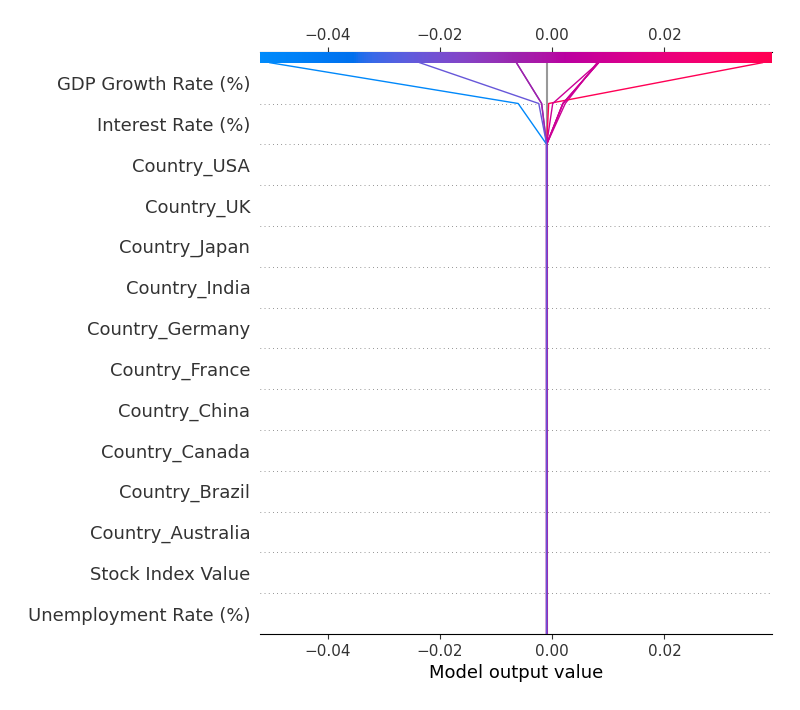 −0.04 −0.02 0.00 0.02
GDP Growth Rate (%)
Interest Rate (%)
Country_USA
Country_UK
Country_Japan
Country_India
Country_Germany
Country_France
Country_China
Country_Canada
Country_Brazil
Country_Australia
Stock Index Value
Unemployment Rate (%)
−0.04 −0.02 0.00 0.02
Model output value